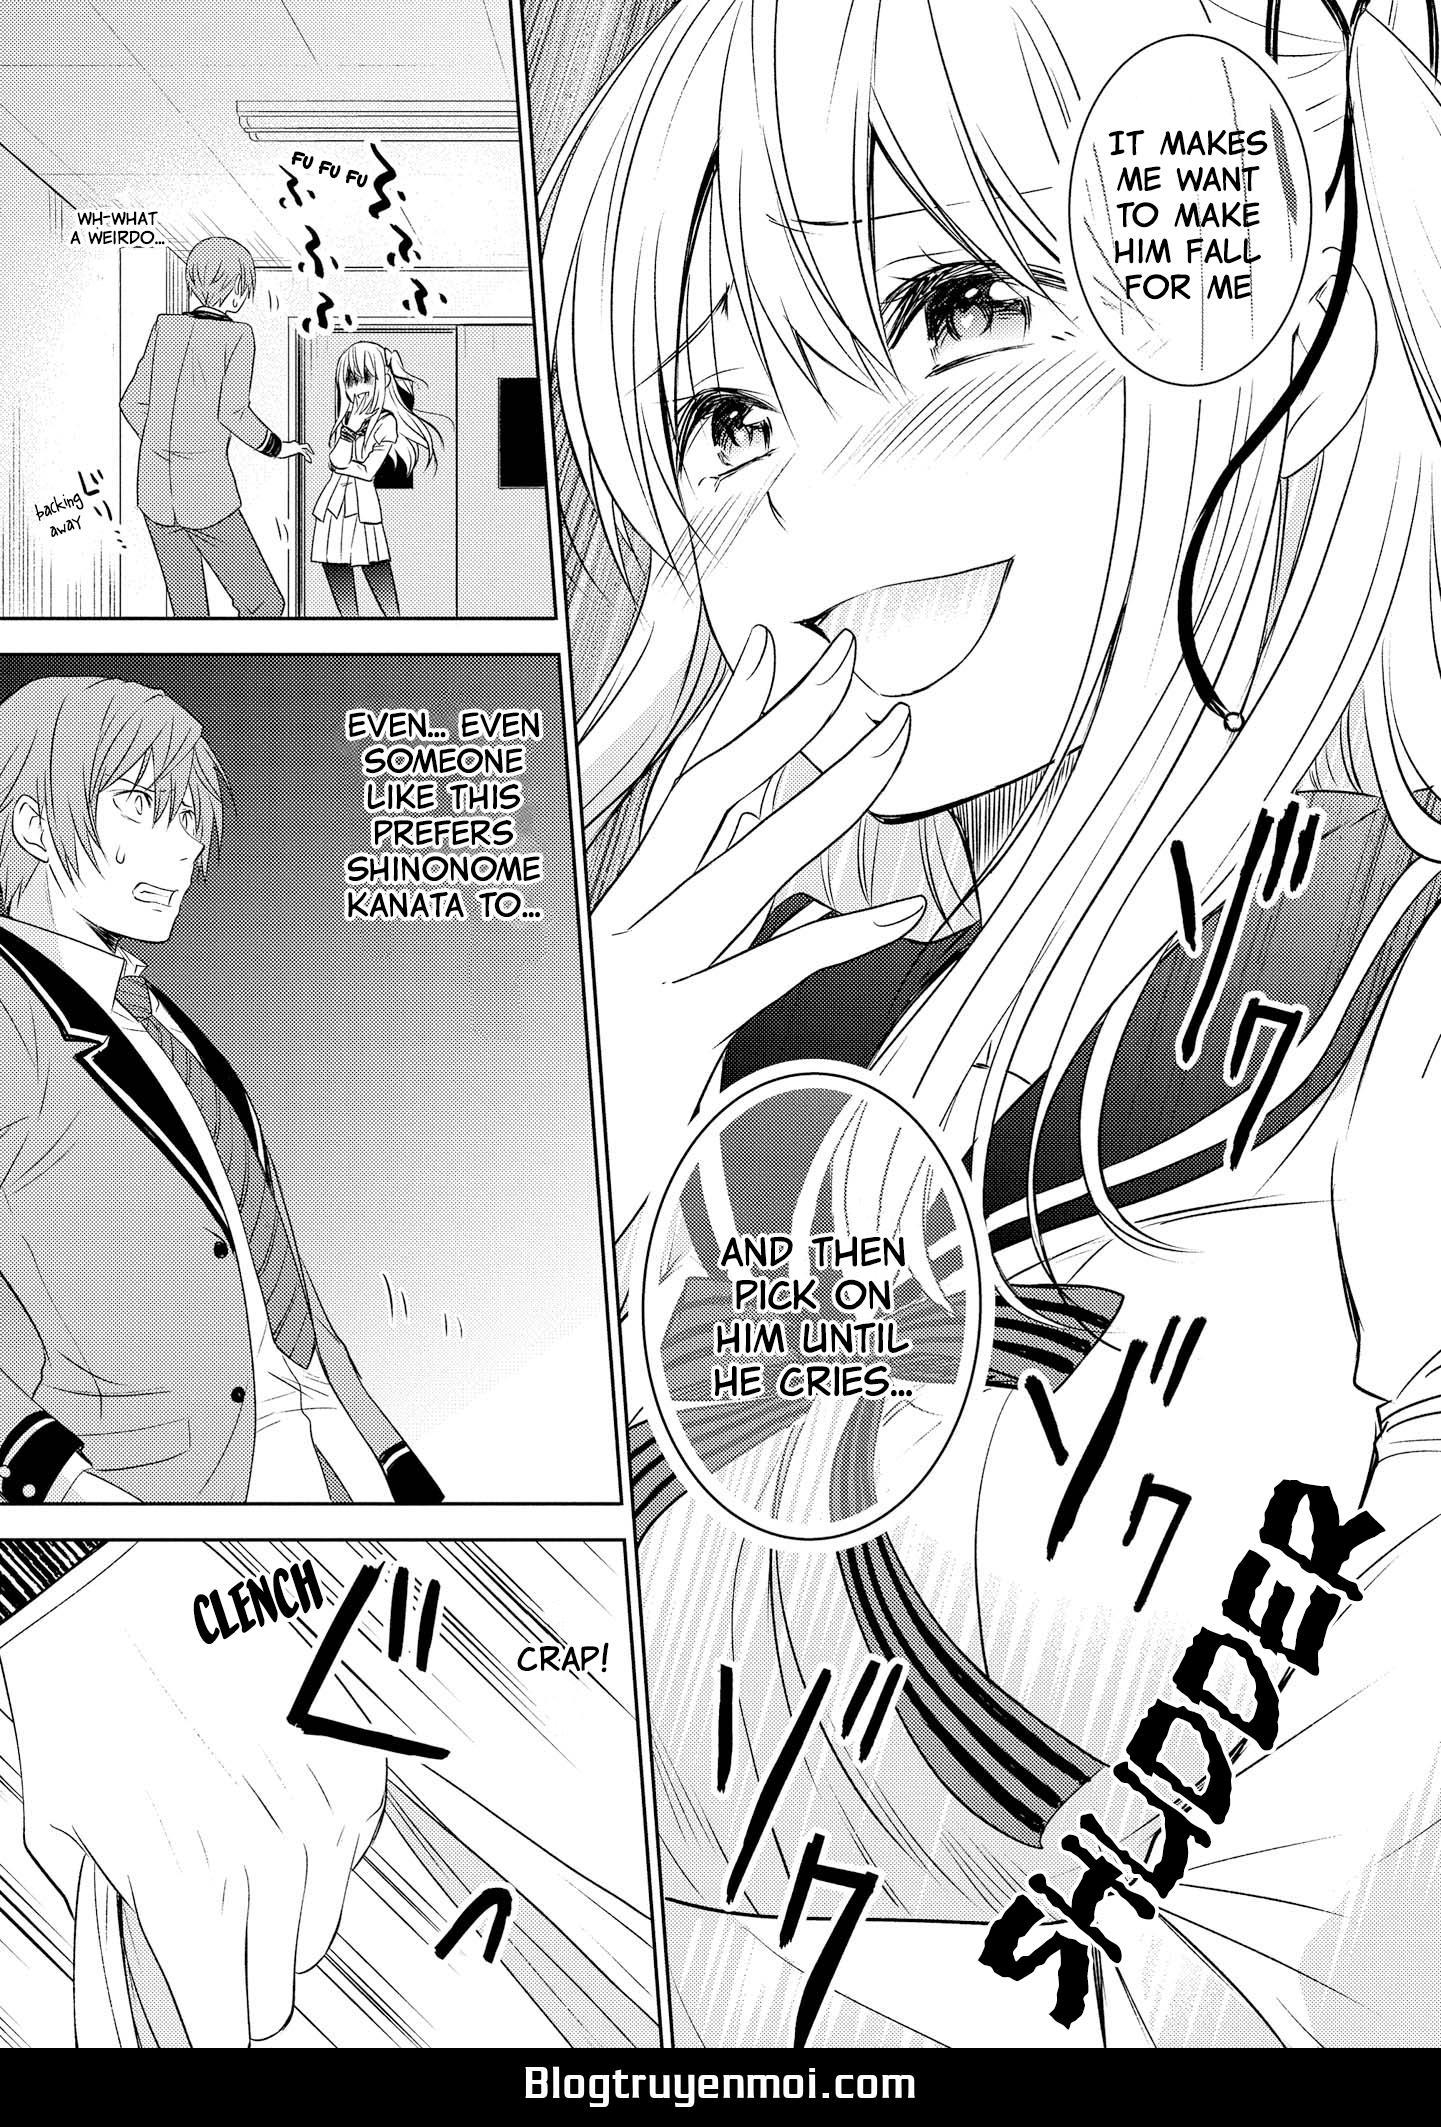 IT MAKES
ME WANT
TO MAKE
HIM FALL
FOR ME
ゾ
ク
AND THEN
PICK ON
HIM UNTIL
HE CRIES...
ゾ
ク
SHUDDER
ゾ
ク
FU FU FU
ふ
ふ
ふ
ふ
WH-WHAT
A WEIRDO...
じり
backing
away
EVEN... EVEN
SOMEONE
LIKE THIS
PREFERS
SHINONOME
KANATA TO...
CLENCH
ぐ
CRAP!
Blogtruyenmoi.com